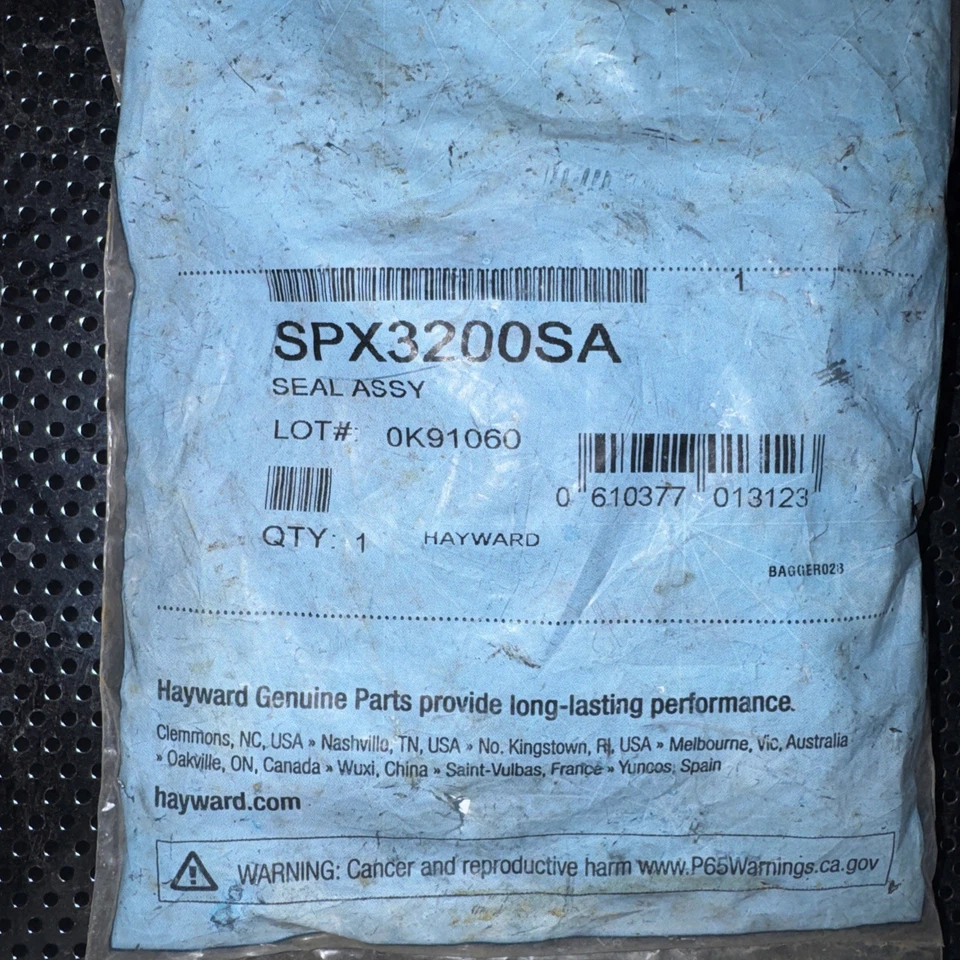 1
SPX3200SA
SEAL ASSY
LOT#: 0K91060
0 610377 013123
QTY: 1 HAYWARD
BAGGER028
Hayward Genuine Parts provide long-lasting performance.
Clemmons, NC, USA » Nashville, TN, USA » No. Kingstown, RI, USA » Melbourne, Vic, Australia
» Oakville, ON, Canada » Wuxi, China » Saint-Vulbas, France » Yuncos, Spain
hayward.com
WARNING: Cancer and reproductive harm www.P65Warnings.ca.gov